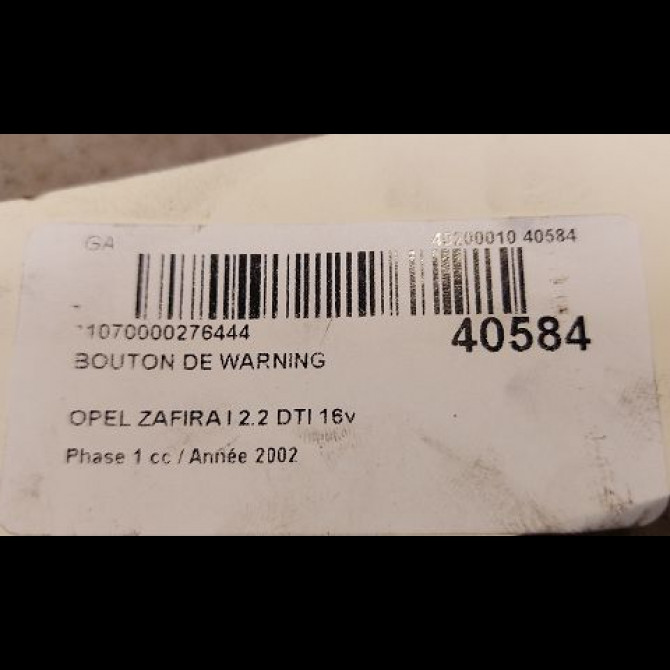 GA
40584
1070000276444
40584
BOUTON DE WARNING
OPEL ZAFIRA I 2.2 DTI 16v
Phase 1 cc / Année 2002